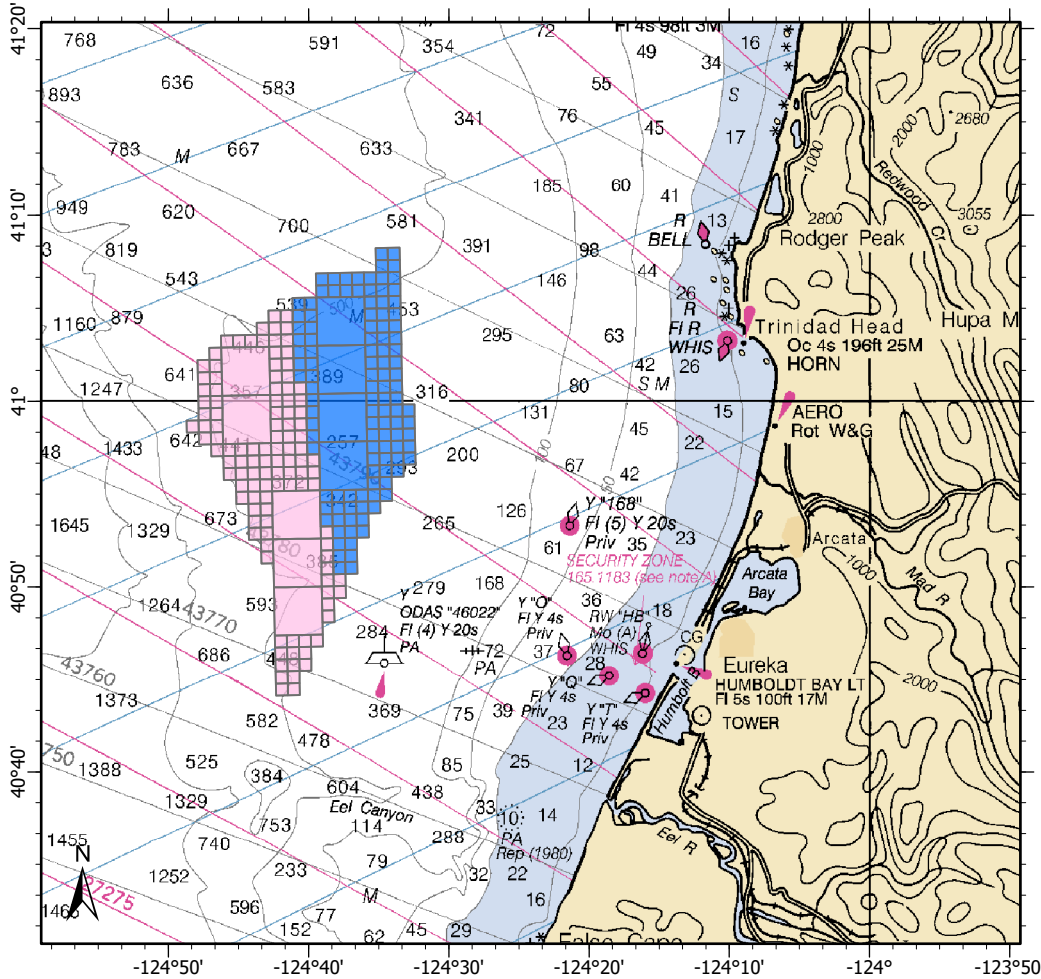 41°20'
41°10'
41°
40°50'
40°40'
768
591
354
72
Fl 4s 98ft 3M
49
34
16
636
583
893
55
S
341
76
45
17
2680
2000
1000
783
667
633
M
185
60
41
Redwood Cr
949
620
700
581
R
BELL
13
2800
3055
Rodger Peak
819
391
98
543
146
44
26
1160
879
539
500
M
453
R
Fl R
WHIS
Trinidad Head
Oc 4s 196ft 25M
HORN
Hupa M
295
63
446
641
389
42
26
S M
1247
357
316
80
131
15
AERO
Rot W&G
45
22
48
1433
642
441
257
43790
293
200
67
42
372
342
126
Y "168"
Fl (5) Y 20s
Priv
1645
1329
673
265
43780
61
35
23
Arcata
1000
SECURITY ZONE
165.1183 (see note A)
Arcata
Bay
Mad R
385
279
168
1264
43770
593
Y
ODAS "46022"
Fl (4) Y 20s
PA
36
18
Y "O"
Fl Y 4s
Priv
RW "HB"
Mo (A)
WHIS
CG
284
72
PA
37
28
686
43760
Eureka
HUMBOLDT BAY LT
Fl 5s 100ft 17M
TOWER
Humbolt B
2000
1373
369
75
39
Y "Q"
Fl Y 4s
Priv
Y "T"
Fl Y 4s
Priv
582
23
478
750
1388
525
384
85
25
12
1329
604
438
Eel Canyon
33
10
PA
Rep (1980)
14
753
114
288
Eel R
1455
740
79
N
1252
233
32
22
M
27275
596
77
16
152
62
45
29
False Cape
-124°50'
-124°40'
-124°30'
-124°20'
-124°10'
-124°
-123°50'